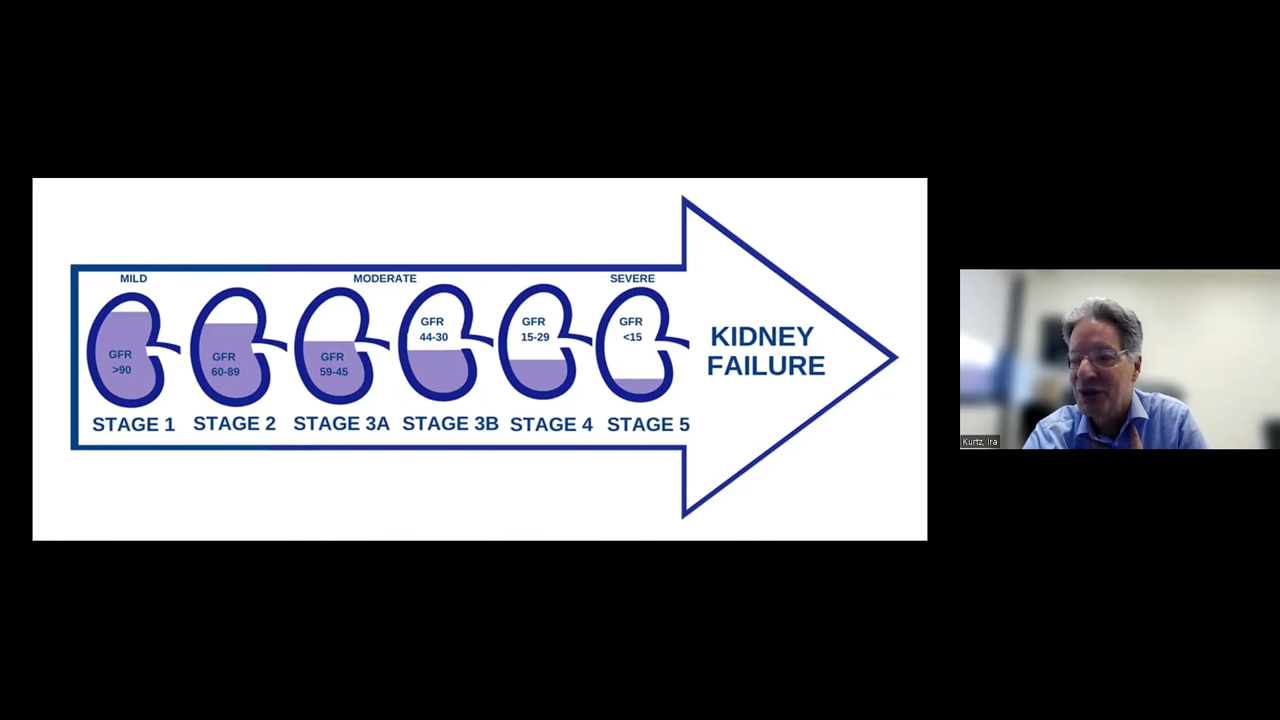 MILD
MODERATE
SEVERE
GFR
>90
GFR
60-89
GFR
59-45
GFR
44-30
GFR
15-29
GFR
<15
STAGE 1
STAGE 2
STAGE 3A
STAGE 3B
STAGE 4
STAGE 5
KIDNEY
FAILURE
Kurtz, Ira